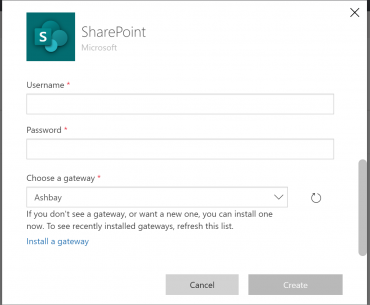 S
SharePoint
Microsoft
Username *
Password *
Choose a gateway *
Ashbay
If you don't see a gateway, or want a new one, you can install one
now. To see recently installed gateways, refresh this list.
Install a gateway
Cancel
Create